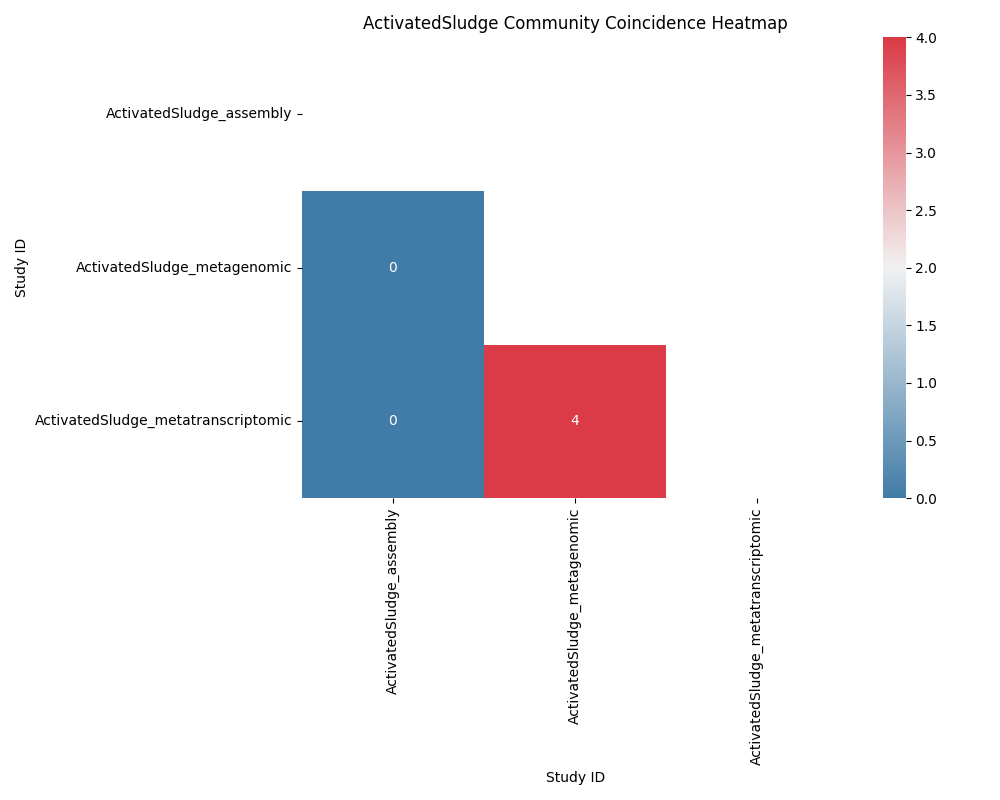 ActivatedSludge Community Coincidence Heatmap
Study ID
ActivatedSludge_assembly
ActivatedSludge_metagenomic
ActivatedSludge_metatranscriptomic
0
0
4
ActivatedSludge_assembly
ActivatedSludge_metagenomic
ActivatedSludge_metatranscriptomic
Study ID
4.0
3.5
3.0
2.5
2.0
1.5
1.0
0.5
0.0